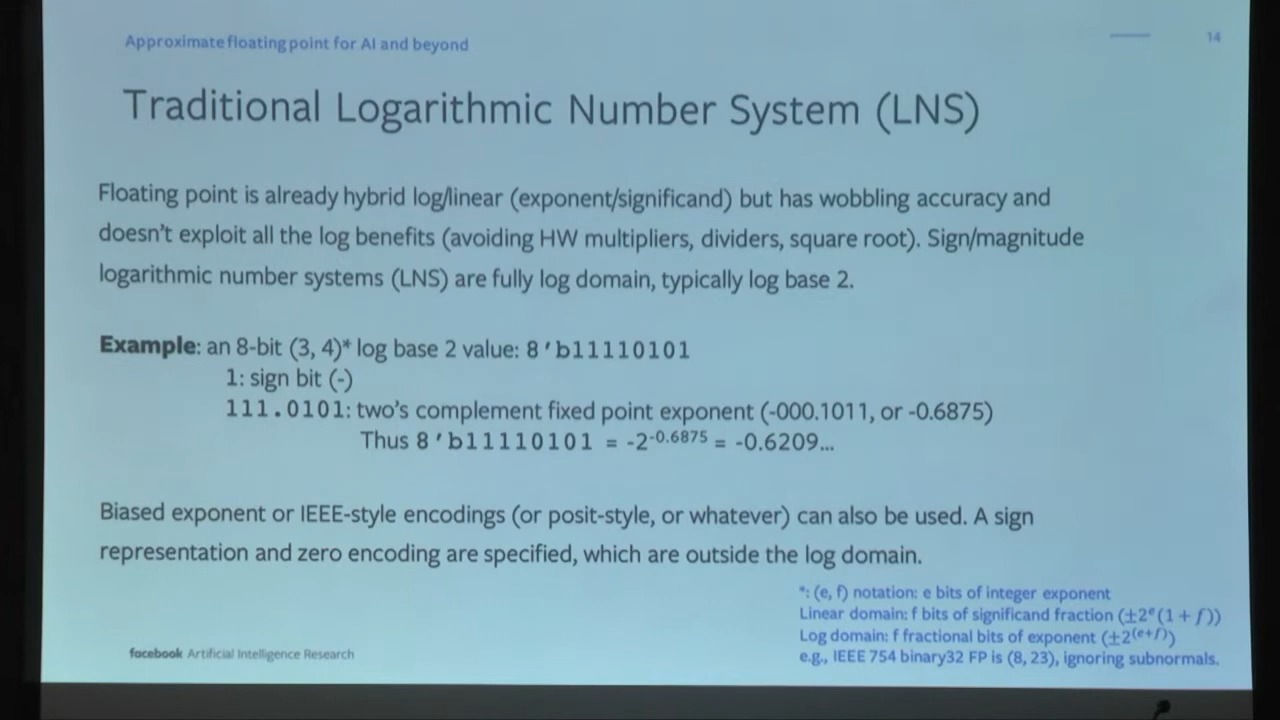 Approximate floating point for AI and beyond
14
Traditional Logarithmic Number System (LNS)
Floating point is already hybrid log/linear (exponent/significand) but has wobbling accuracy and
doesn't exploit all the log benefits (avoiding HW multipliers, dividers, square root). Sign/magnitude
logarithmic number systems (LNS) are fully log domain, typically log base 2.
Example: an 8-bit (3, 4)* log base 2 value: 8'b11110101
1: sign bit (-)
111.0101: two's complement fixed point exponent (-000.1011, or -0.6875)
Thus 8'b11110101 = -2^-0.6875 = -0.6209...
Biased exponent or IEEE-style encodings (or posit-style, or whatever) can also be used. A sign
representation and zero encoding are specified, which are outside the log domain.
*: (e, f) notation: e bits of integer exponent
Linear domain: f bits of significand fraction (±2^e(1 + f))
Log domain: f fractional bits of exponent (±2^(e+f))
e.g., IEEE 754 binary32 FP is (8, 23), ignoring subnormals.
facebook Artificial Intelligence Research